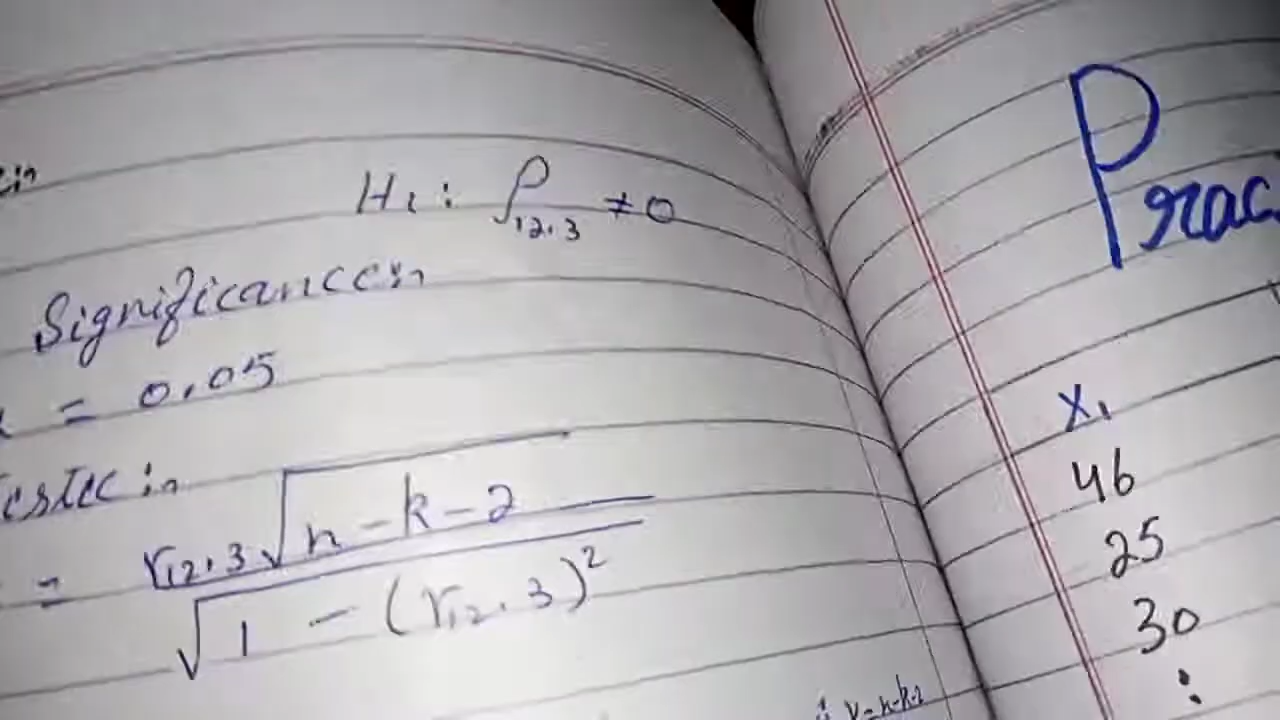 H₁ : ρ₁₂.₃ ≠ 0
Significance :-
α = 0.05
= r₁₂.₃ √(n - k - 2)
√(1 - (r₁₂.₃)²)
v = n-k-2
Prac
X₁
46
25
30
: